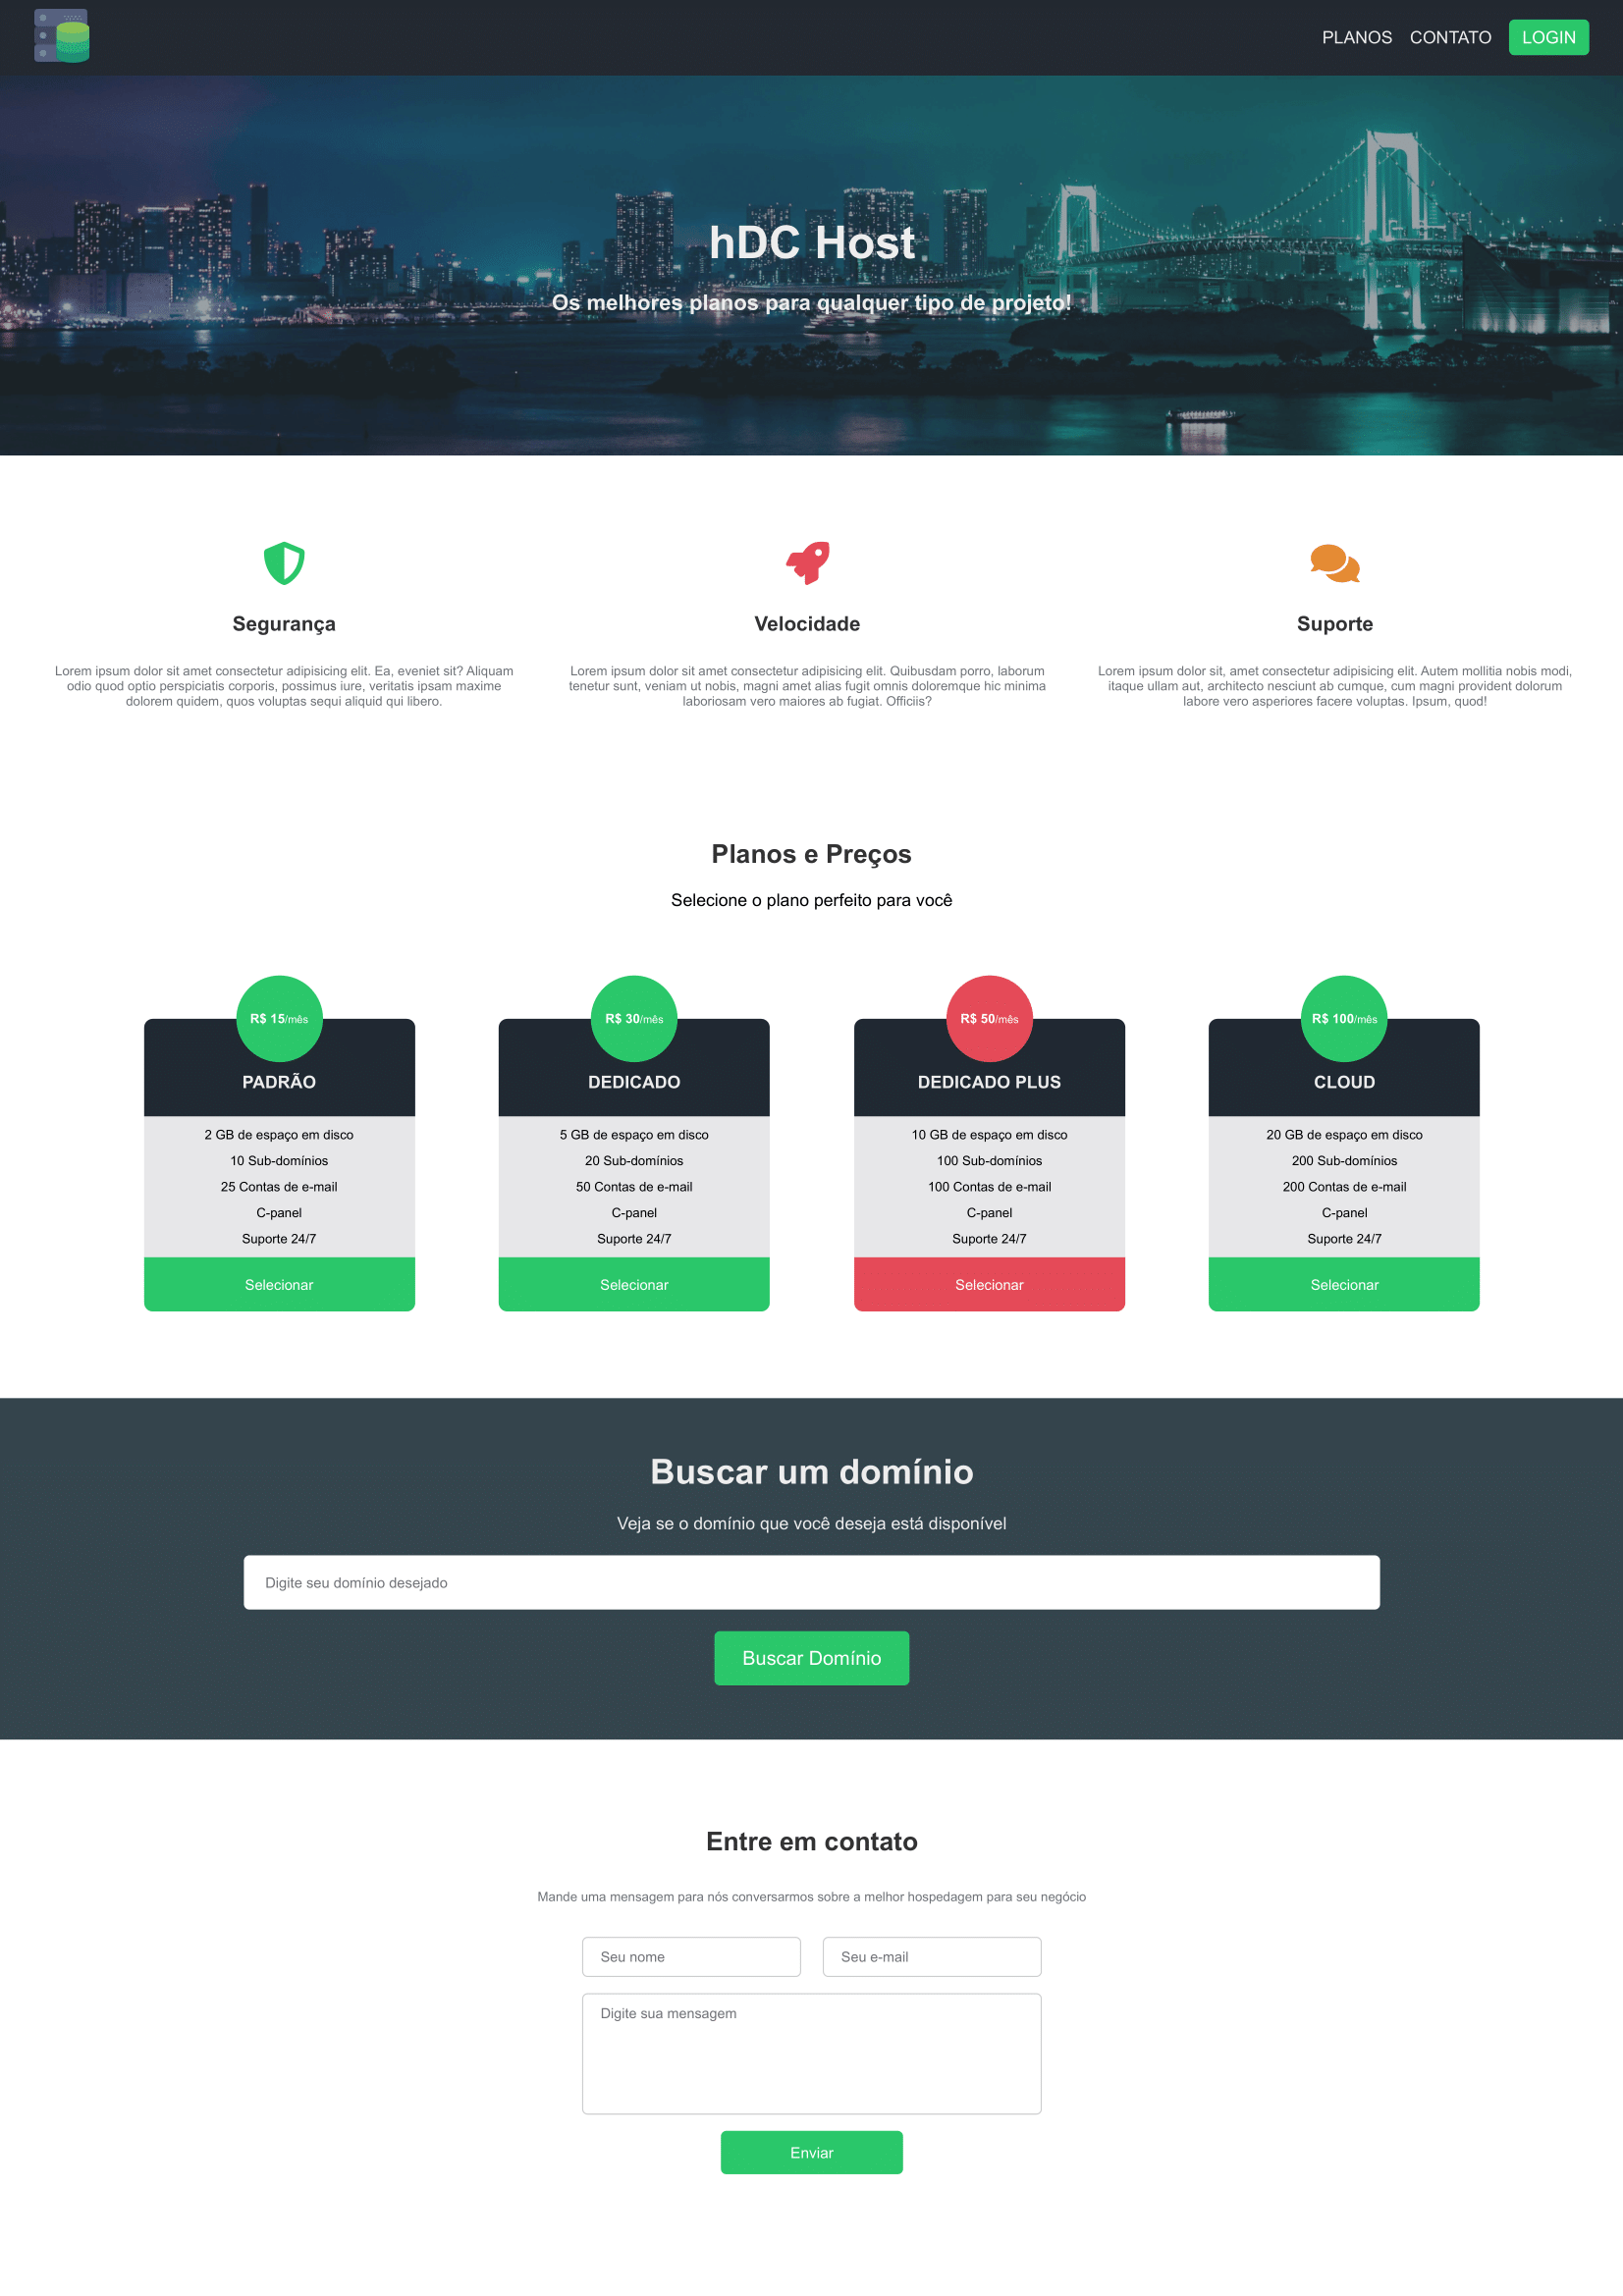 PLANOS CONTATO LOGIN
hDC Host
Os melhores planos para qualquer tipo de projeto!
Segurança
Lorem ipsum dolor sit amet consectetur adipisicing elit. Ea, eveniet sit? Aliquam
odio quod optio perspiciatis corporis, possimus iure, veritatis ipsam maxime
dolorem quidem, quos voluptas sequi aliquid qui libero.
Velocidade
Lorem ipsum dolor sit amet consectetur adipisicing elit. Quibusdam porro, laborum
tenetur sunt, veniam ut nobis, magni amet alias fugit omnis doloremque hic minima
laboriosam vero maiores ab fugiat. Officiis?
Suporte
Lorem ipsum dolor sit, amet consectetur adipisicing elit. Autem mollitia nobis modi,
itaque ullam aut, architecto nesciunt ab cumque, cum magni provident dolorum
labore vero asperiores facere voluptas. Ipsum, quod!
Planos e Preços
Selecione o plano perfeito para você
R$ 15/mês
PADRÃO
2 GB de espaço em disco
10 Sub-domínios
25 Contas de e-mail
C-panel
Suporte 24/7
Selecionar
R$ 30/mês
DEDICADO
5 GB de espaço em disco
20 Sub-domínios
50 Contas de e-mail
C-panel
Suporte 24/7
Selecionar
R$ 50/mês
DEDICADO PLUS
10 GB de espaço em disco
100 Sub-domínios
100 Contas de e-mail
C-panel
Suporte 24/7
Selecionar
R$ 100/mês
CLOUD
20 GB de espaço em disco
200 Sub-domínios
200 Contas de e-mail
C-panel
Suporte 24/7
Selecionar
Buscar um domínio
Veja se o domínio que você deseja está disponível
Digite seu domínio desejado
Buscar Domínio
Entre em contato
Mande uma mensagem para nós conversarmos sobre a melhor hospedagem para seu negócio
Seu nome
Seu e-mail
Digite sua mensagem
Enviar